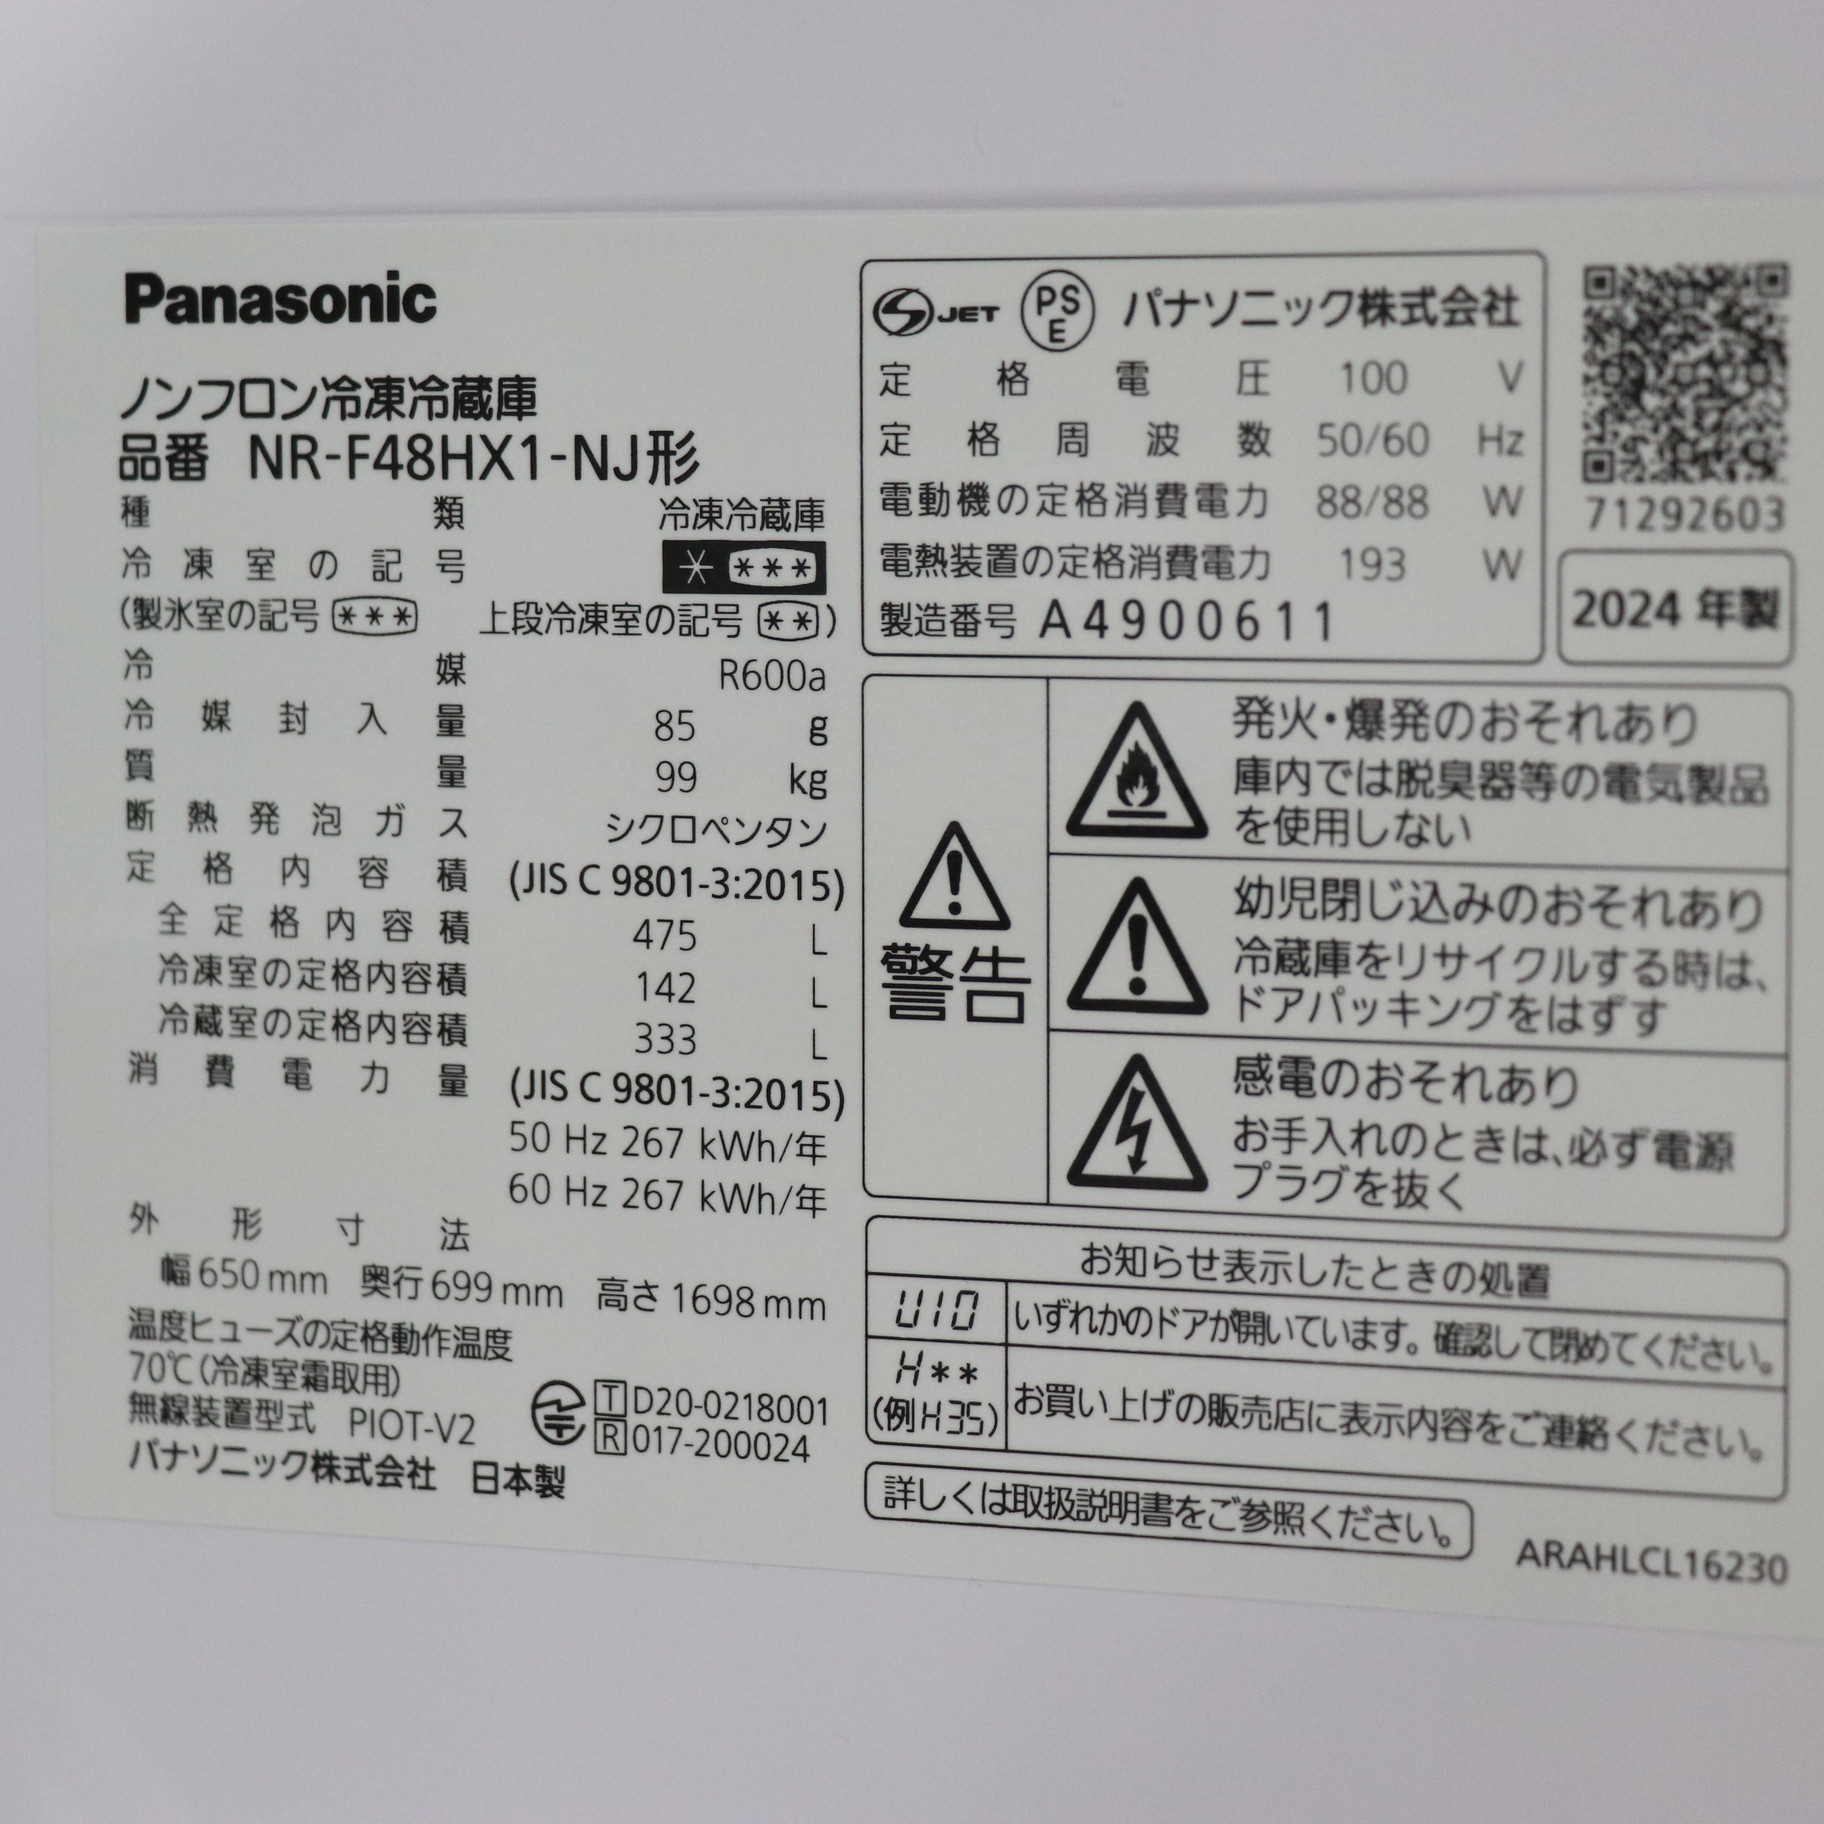 Panasonic
ノンフロン冷凍冷蔵庫
品番 NR-F48HX1-NJ形
種類 冷凍冷蔵庫
冷凍室の記号 * ***
(製氷室の記号 *** 上段冷凍室の記号 **)
冷媒 R600a
冷媒封入量 85 g
質量 99 kg
断熱発泡ガス シクロペンタン
定格内容積 (JIS C 9801-3:2015)
全定格内容積 475 L
冷凍室の定格内容積 142 L
冷蔵室の定格内容積 333 L
消費電力量 (JIS C 9801-3:2015)
50 Hz 267 kWh/年
60 Hz 267 kWh/年
外形寸法
幅 650 mm 奥行 699 mm 高さ 1698 mm
温度ヒューズの定格動作温度
70℃(冷凍室霜取用)
無線装置型式 PIOT-V2
T D20-0218001
R 017-200024
パナソニック株式会社 日本製
S JET PS E パナソニック株式会社
定格電圧 100 V
定格周波数 50/60 Hz
電動機の定格消費電力 88/88 W
電熱装置の定格消費電力 193 W
製造番号 A4900611
71292603
2024 年製
警告
発火・爆発のおそれあり
庫内では脱臭器等の電気製品
を使用しない
幼児閉じ込みのおそれあり
冷蔵庫をリサイクルする時は、
ドアパッキングをはずす
感電のおそれあり
お手入れのときは、必ず電源
プラグを抜く
お知らせ表示したときの処置
U10 いずれかのドアが開いています。確認して閉めてください。
H**
(例H35) お買い上げの販売店に表示内容をご連絡ください。
詳しくは取扱説明書をご参照ください。
ARAHLCL16230